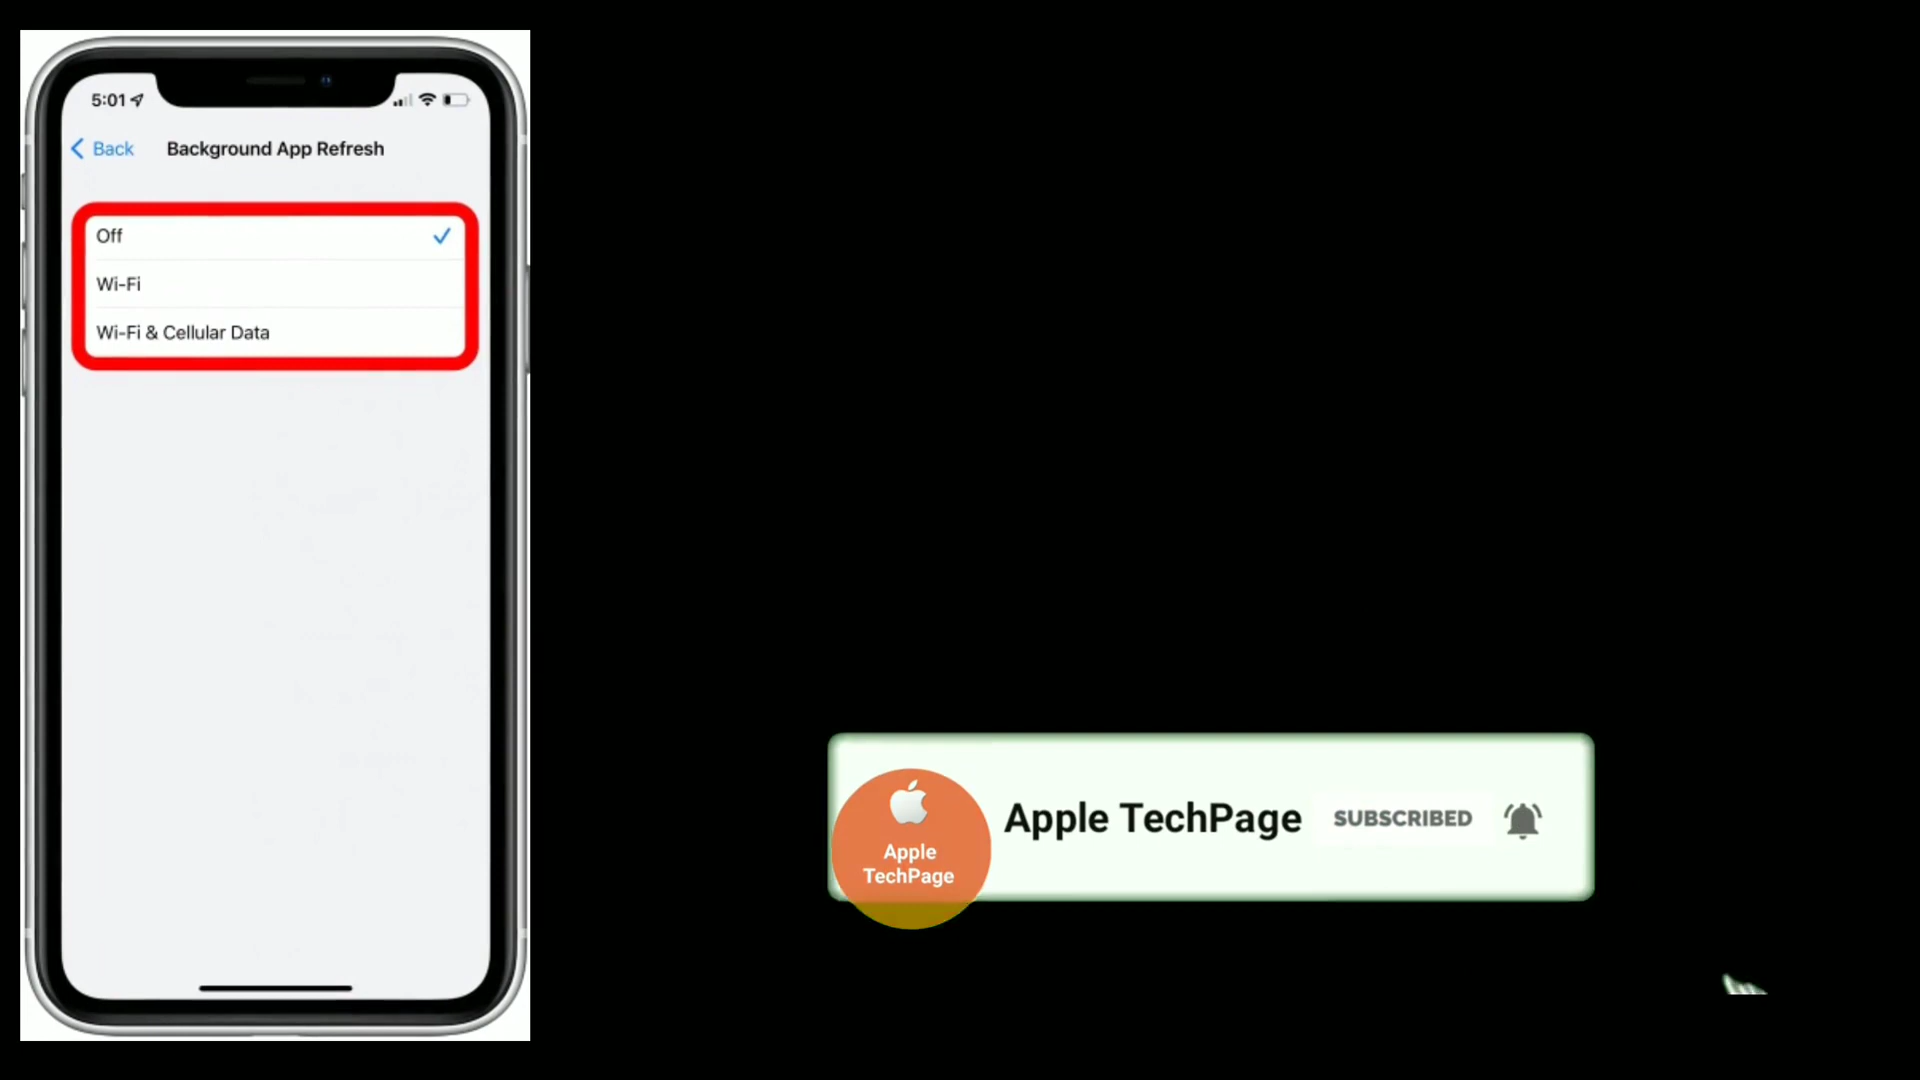 5:01
Back
Background App Refresh
Off
Wi-Fi
Wi-Fi & Cellular Data
Apple
TechPage
Apple TechPage
SUBSCRIBED